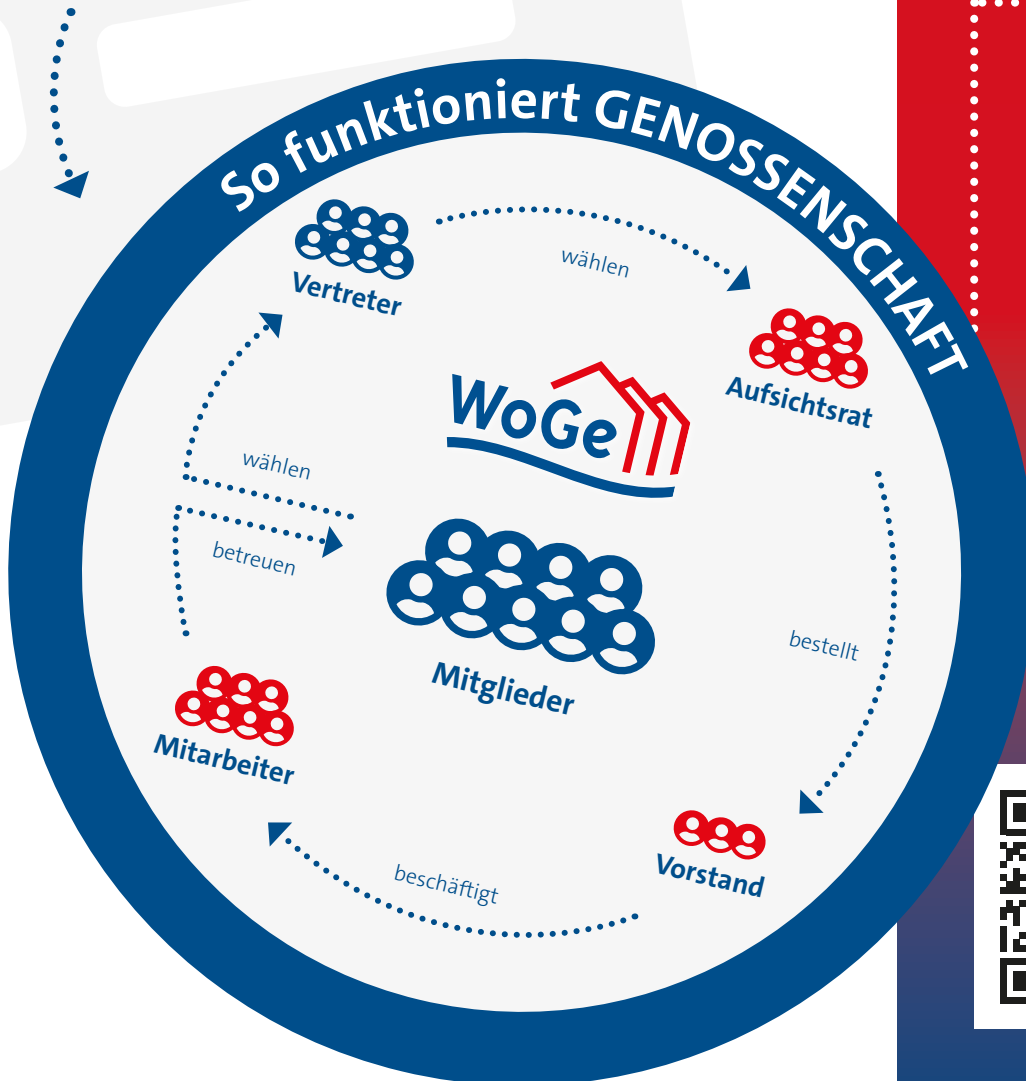 So funktioniert GENOSSENSCHAFT
Vertreter
wählen
Aufsichtsrat
WoGe
wählen
betreuen
Mitglieder
bestellt
Mitarbeiter
Vorstand
beschäftigt